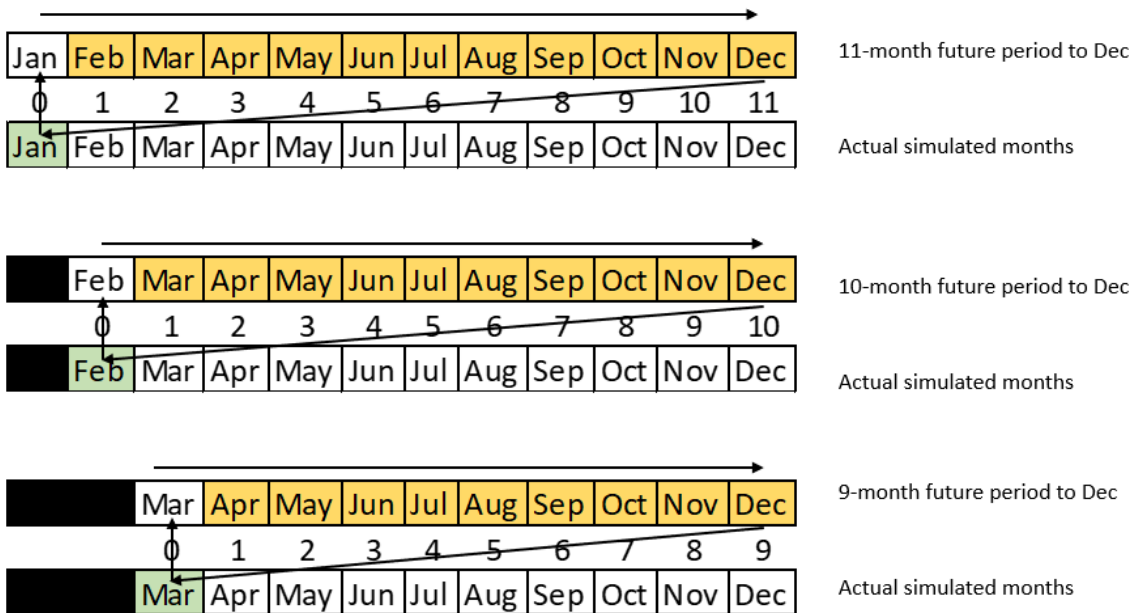 Jan Feb Mar Apr May Jun Jul Aug Sep Oct Nov Dec 11-month future period to Dec
0 1 2 3 4 5 6 7 8 9 10 11
Jan Feb Mar Apr May Jun Jul Aug Sep Oct Nov Dec Actual simulated months
Feb Mar Apr May Jun Jul Aug Sep Oct Nov Dec 10-month future period to Dec
0 1 2 3 4 5 6 7 8 9 10
Feb Mar Apr May Jun Jul Aug Sep Oct Nov Dec Actual simulated months
Mar Apr May Jun Jul Aug Sep Oct Nov Dec 9-month future period to Dec
0 1 2 3 4 5 6 7 8 9
Mar Apr May Jun Jul Aug Sep Oct Nov Dec Actual simulated months